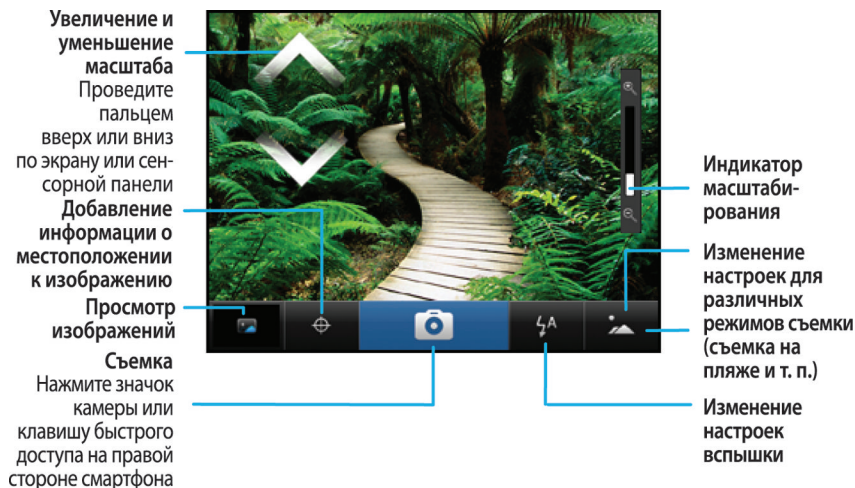 Увеличение и
уменьшение
масштаба
Проведите
пальцем
вверх или вниз
по экрану или сен-
сорной панели
Добавление
информации о
местоположении
к изображению
Просмотр
изображений
Съемка
Нажмите значок
камеры или
клавишу быстрого
доступа на правой
стороне смартфона
A
Индикатор
масштаби-
рования
Изменение
настроек для
различных
режимов съемки
(съемка на
пляже и т. п.)
Изменение
настроек
вспышки